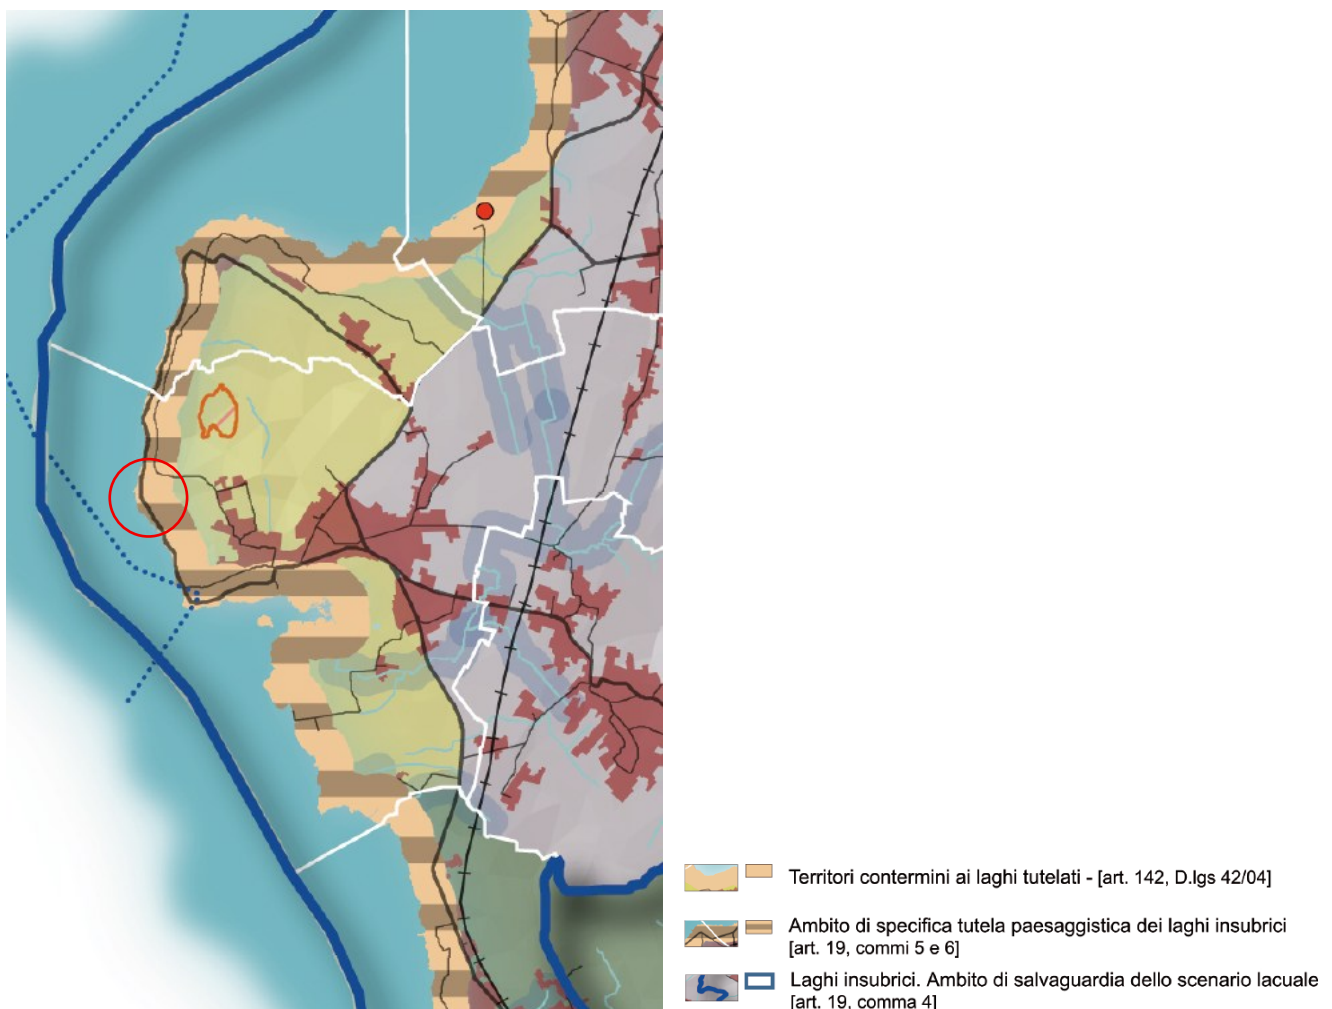 Territori contermini ai laghi tutelati - [art. 142, D.lgs 42/04]
Ambito di specifica tutela paesaggistica dei laghi insubrici
[art. 19, commi 5 e 6]
Laghi insubrici. Ambito di salvaguardia dello scenario lacuale
[art. 19, comma 4]